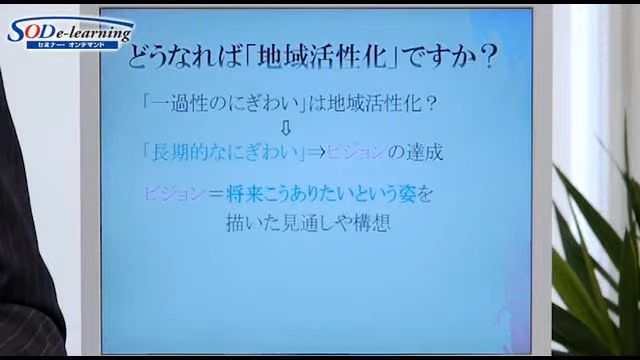 SOD e-learning
セミナー・オンデマンド
どうなれば「地域活性化」ですか？
「一過性のにぎわい」は地域活性化？
⇩
「長期的なにぎわい」⇒ビジョンの達成
ビジョン＝将来こうありたいという姿を
描いた見通しや構想